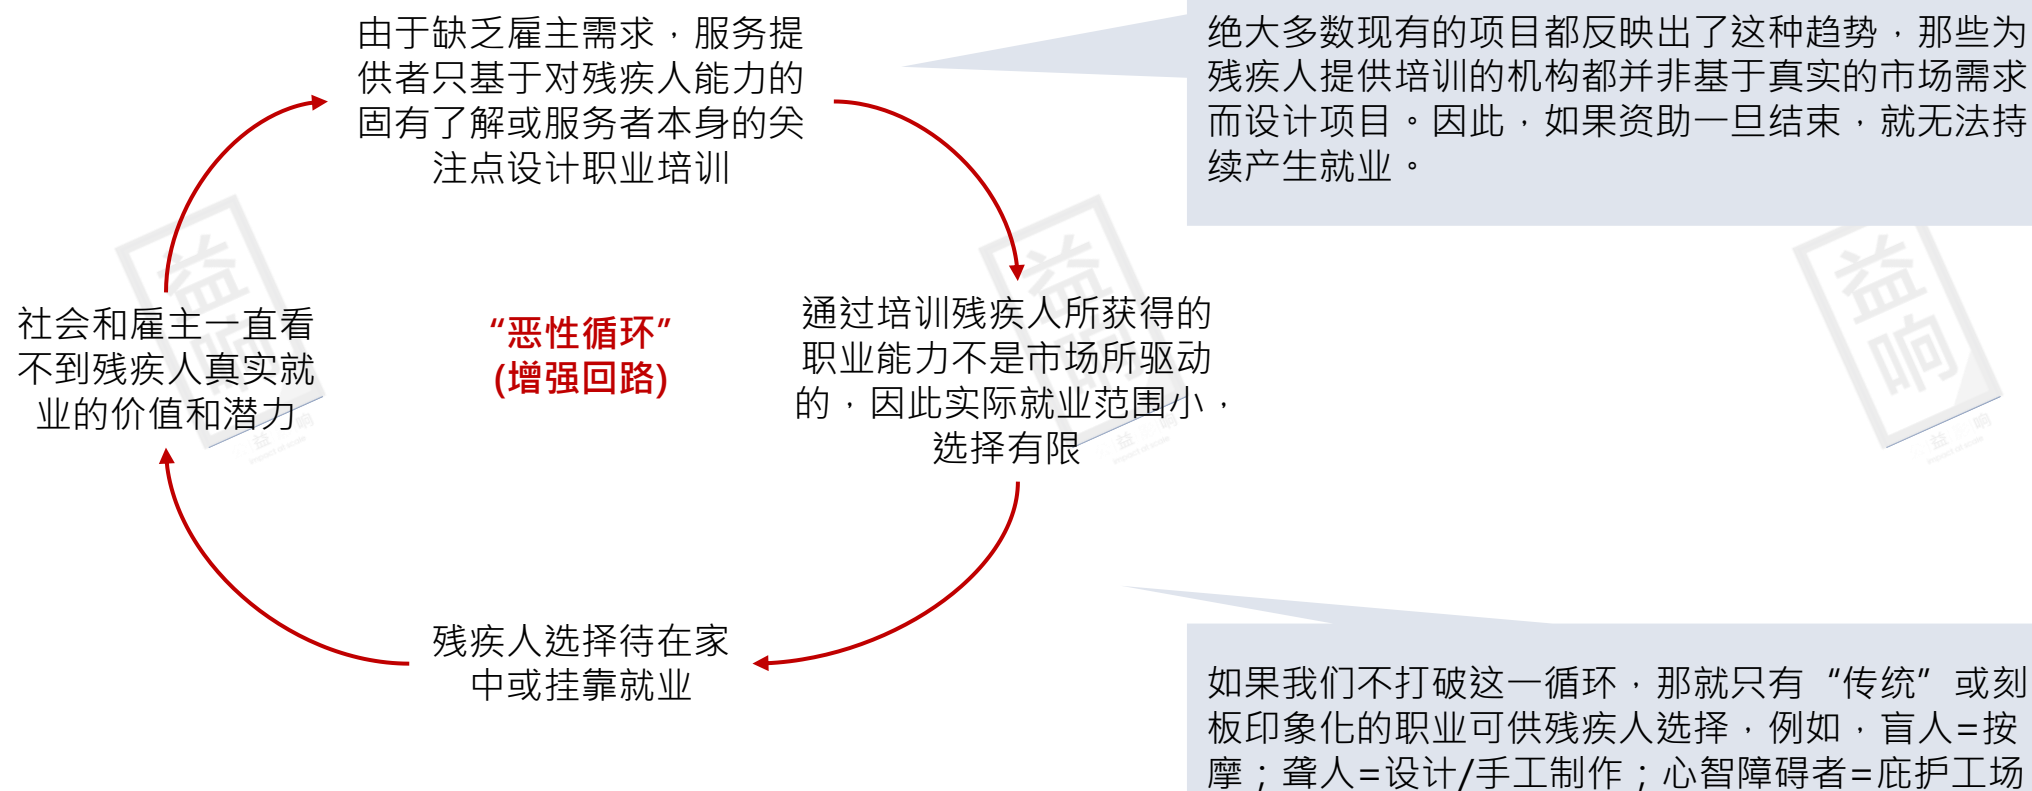 由于缺乏雇主需求，服务提
供者只基于对残疾人能力的
固有了解或服务者本身的关
注点设计职业培训
绝大多数现有的项目都反映出了这种趋势，那些为
残疾人提供培训的机构都并非基于真实的市场需求
而设计项目。因此，如果资助一旦结束，就无法持
续产生就业。
社会和雇主一直看
不到残疾人真实就
业的价值和潜力
“恶性循环”
(增强回路)
通过培训残疾人所获得的
职业能力不是市场所驱动
的，因此实际就业范围小，
选择有限
残疾人选择待在家
中或挂靠就业
如果我们不打破这一循环，那就只有“传统”或刻
板印象化的职业可供残疾人选择，例如，盲人=按
摩；聋人=设计/手工制作；心智障碍者=庇护工场
益响
益响
益响